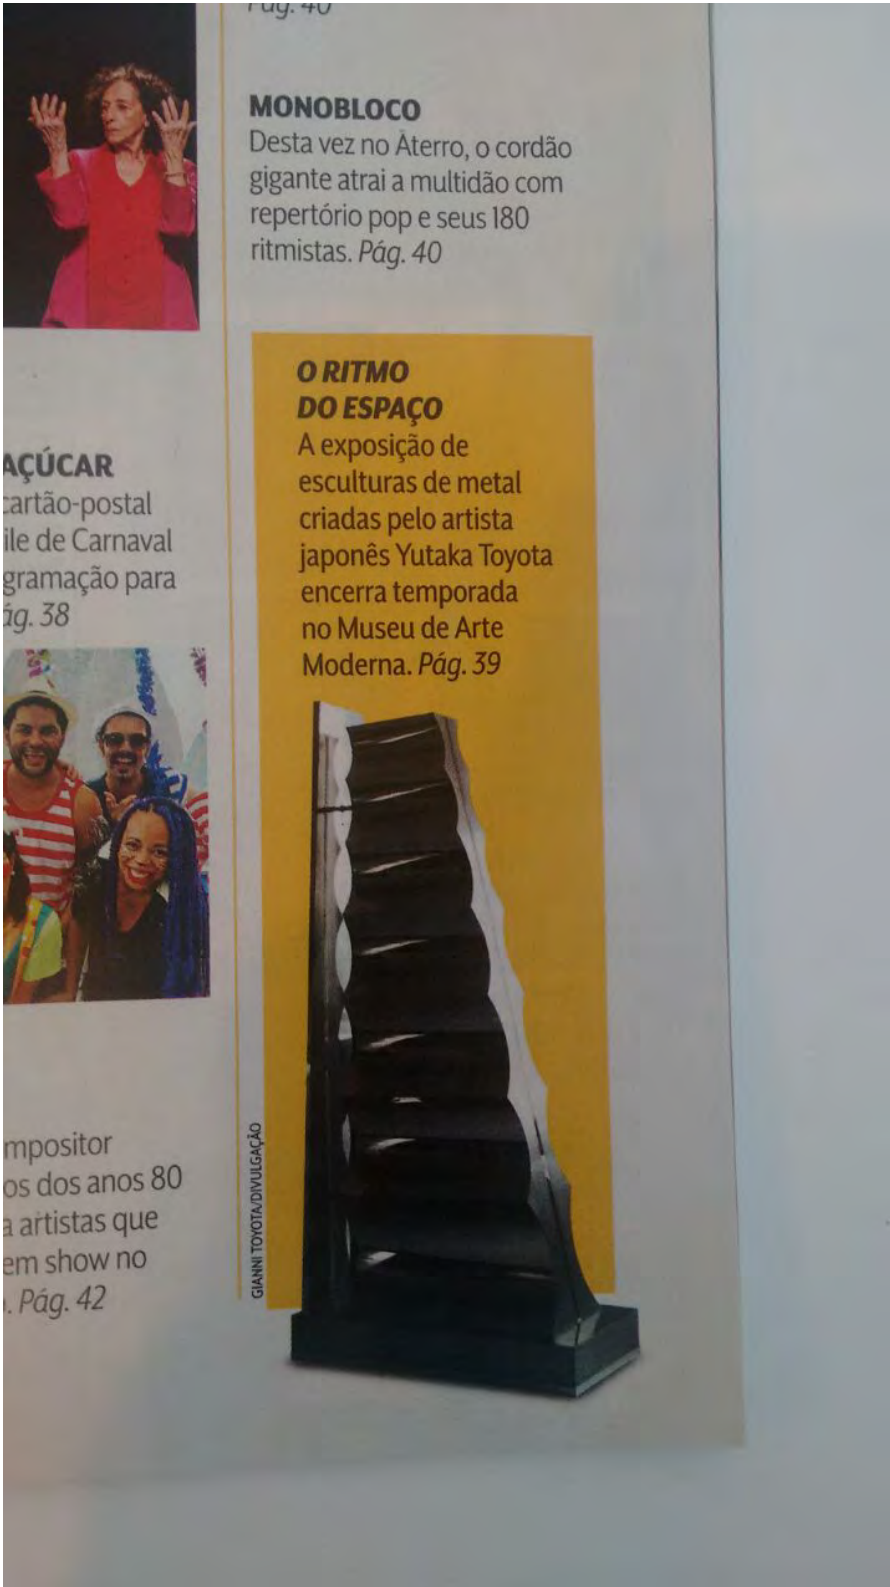 Pág. 40
MONOBLOCO
Desta vez no Aterro, o cordão
gigante atrai a multidão com
repertório pop e seus 180
ritmistas. Pág. 40
O RITMO
DO ESPAÇO
A exposição de
esculturas de metal
criadas pelo artista
japonês Yutaka Toyota
encerra temporada
no Museu de Arte
Moderna. Pág. 39
GIANNI TOYOTA/DIVULGAÇÃO
AÇÚCAR
cartão-postal
ile de Carnaval
gramação para
ág. 38
mpositor
os dos anos 80
a artistas que
em show no
. Pág. 42